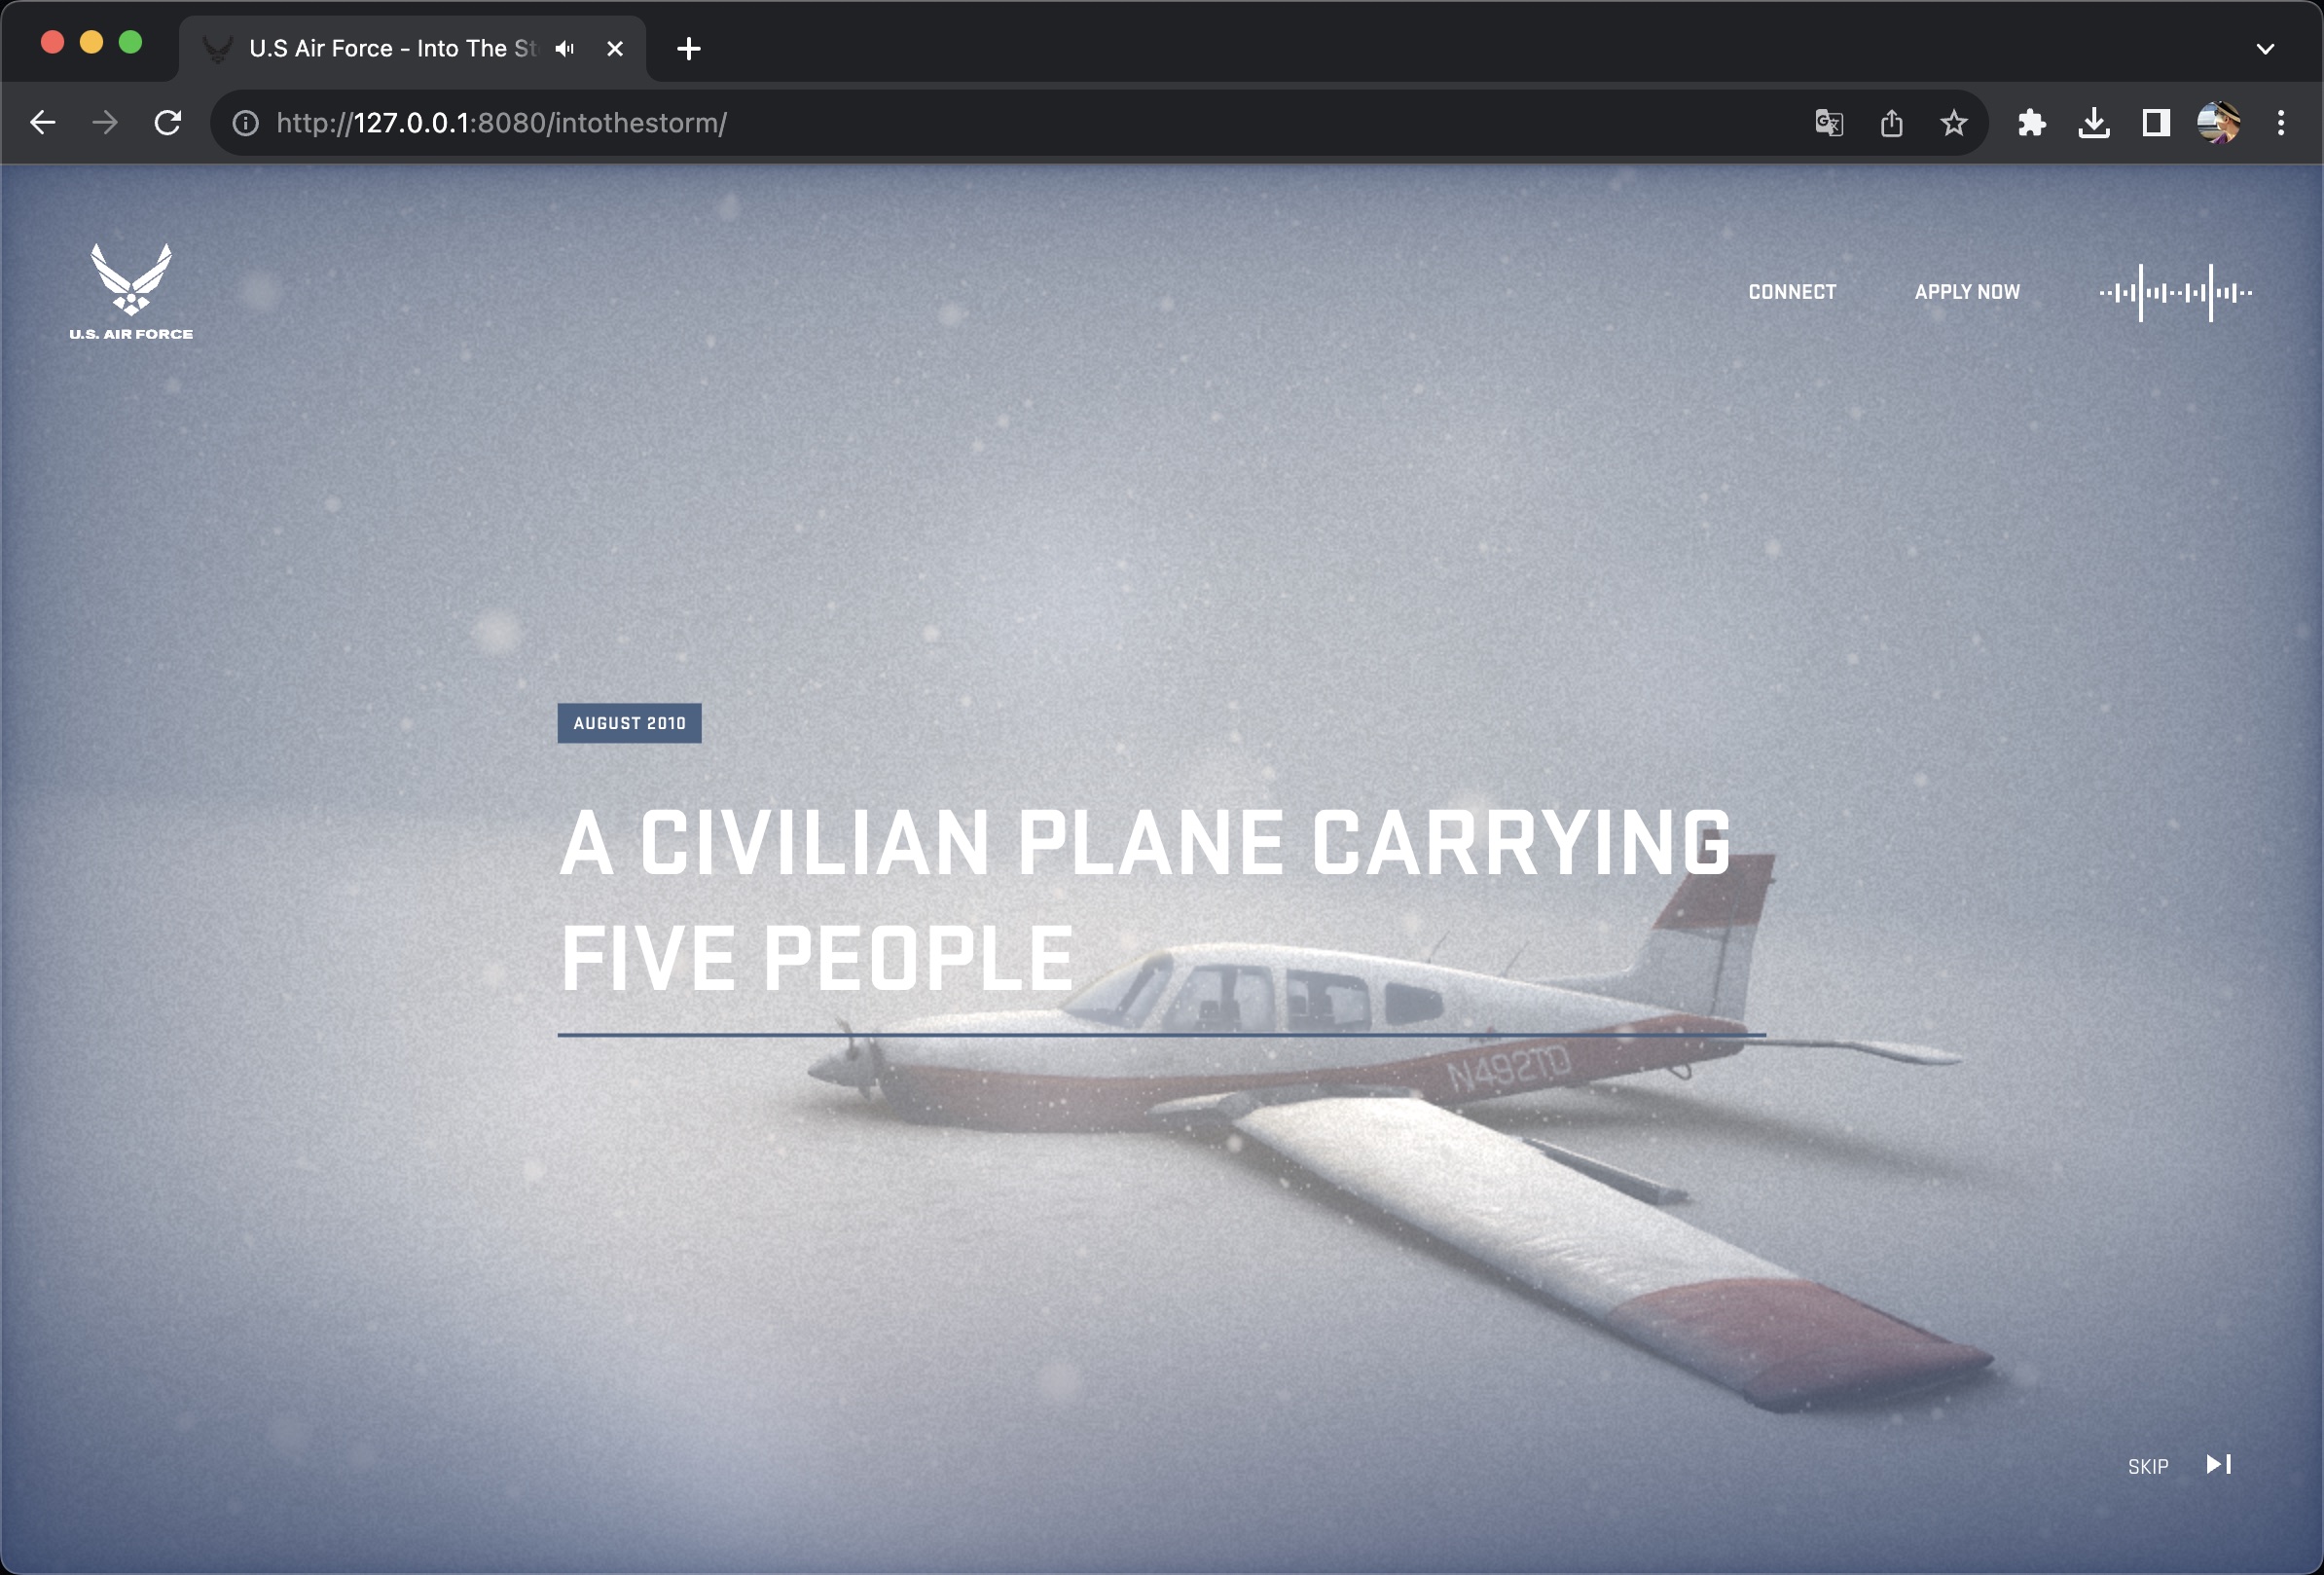 U.S Air Force - Into The St
http://127.0.0.1:8080/intothestorm/
U.S. AIR FORCE
CONNECT
APPLY NOW
AUGUST 2010
A CIVILIAN PLANE CARRYING
FIVE PEOPLE
N492TD
SKIP